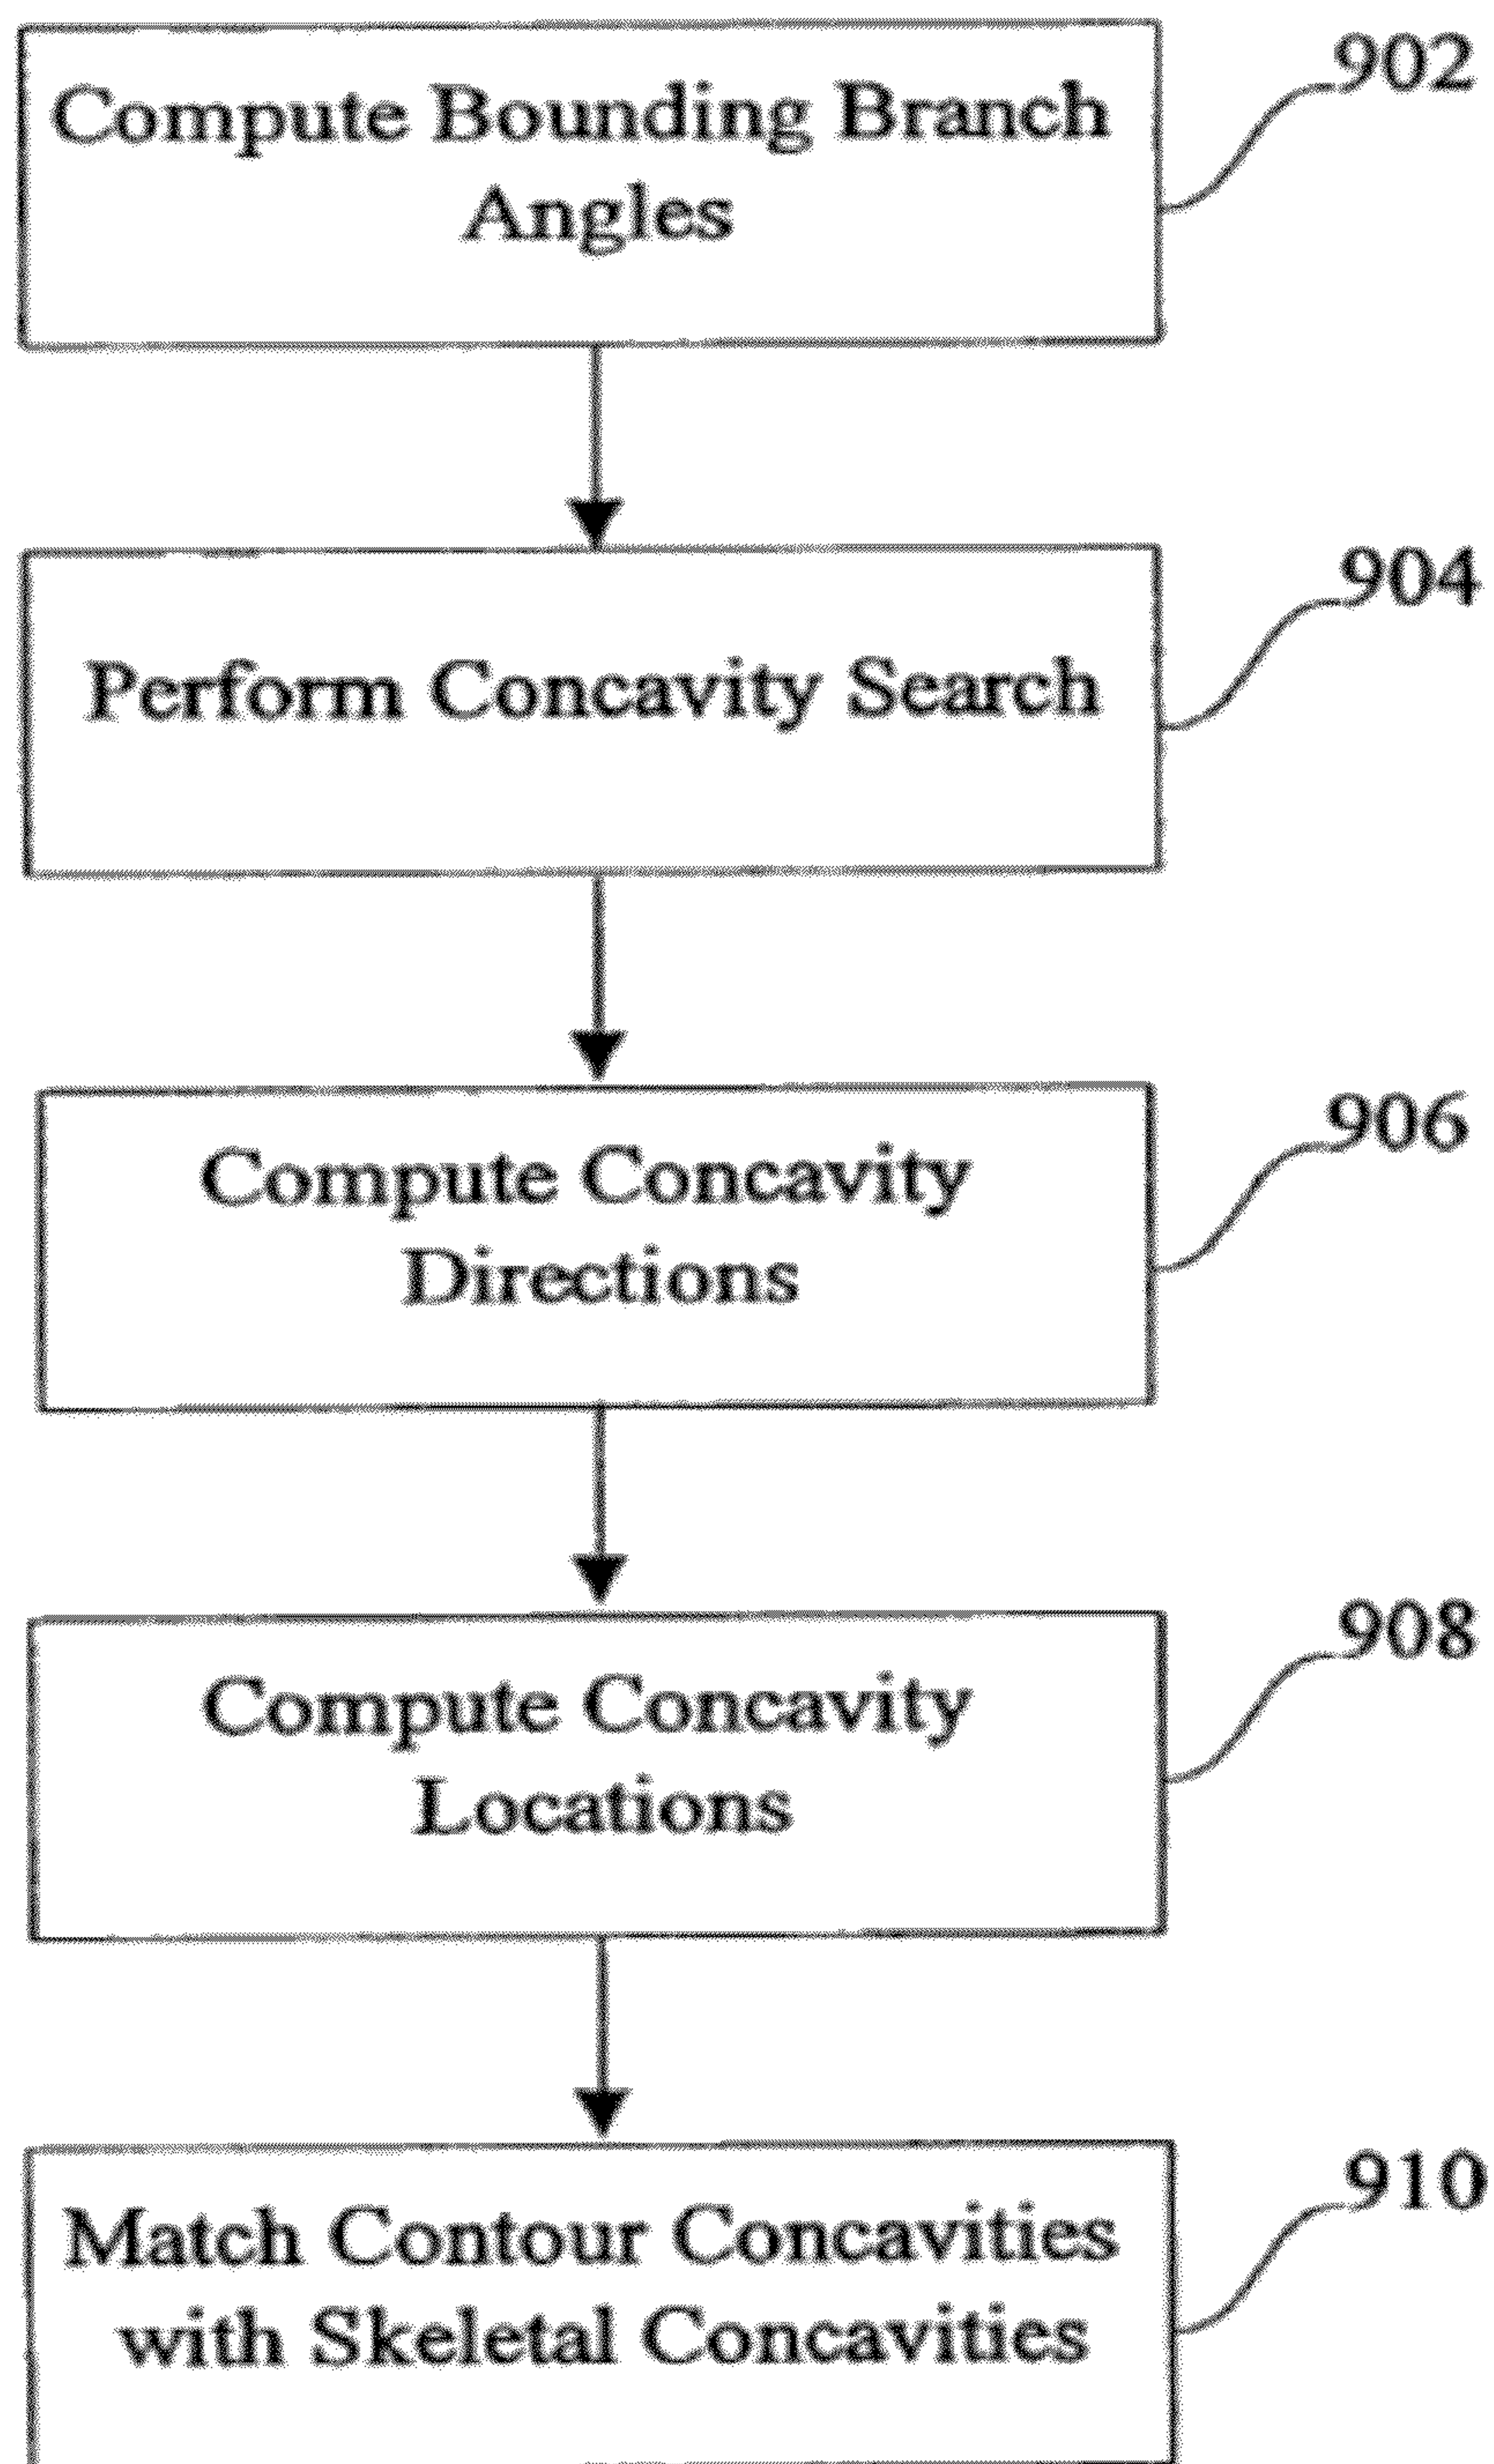 902
Compute Bounding Branch
Angles
904
Perform Concavity Search
906
Compute Concavity
Directions
908
Compute Concavity
Locations
910
Match Contour Concavities
with Skeletal Concavities